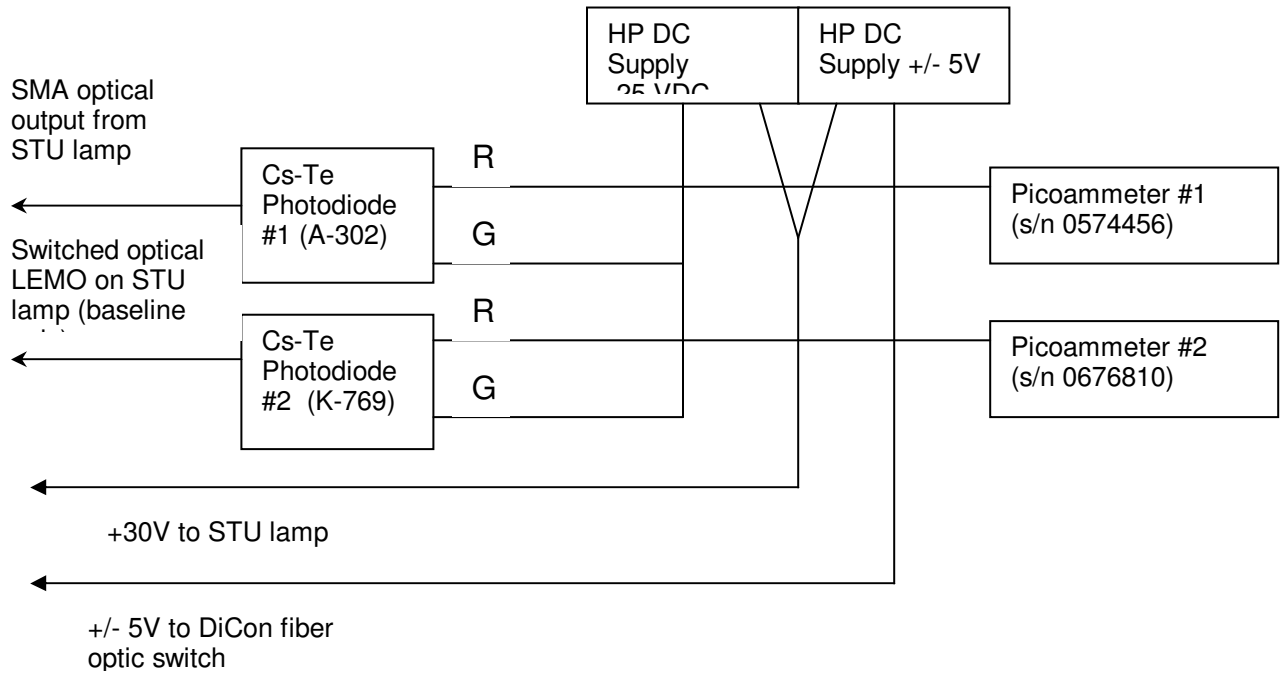 HP DC
Supply
HP DC
Supply +/- 5V
SMA optical
output from
STU lamp
Cs-Te
Photodiode
#1 (A-302)
R
G
Picoammeter #1
(s/n 0574456)
Switched optical
LEMO on STU
lamp (baseline
Cs-Te
Photodiode
#2 (K-769)
R
G
Picoammeter #2
(s/n 0676810)
+30V to STU lamp
+/- 5V to DiCon fiber
optic switch